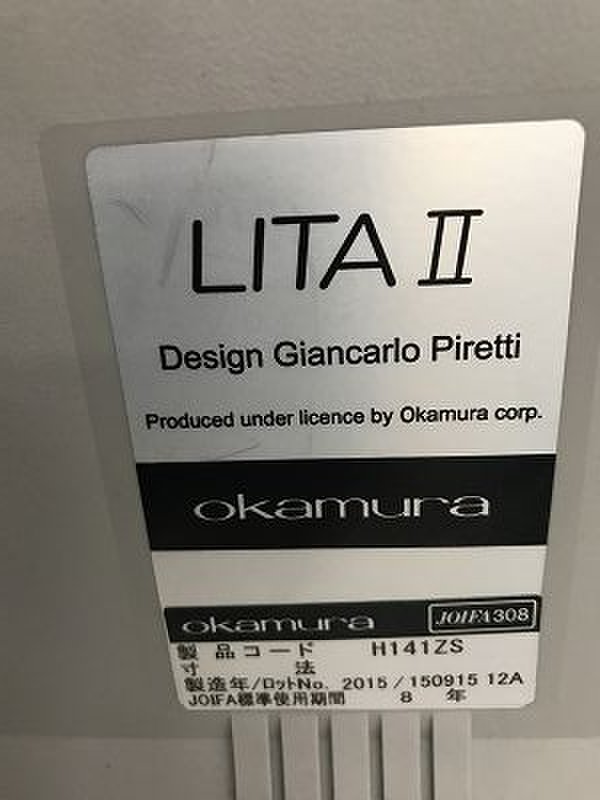 LITA II
Design Giancarlo Piretti
Produced under licence by Okamura corp.
okamura
okamura JOIFA308
製品コード H141ZS
寸法
製造年/ロットNo. 2015/150915 12A
JOIFA標準使用期間 8 年